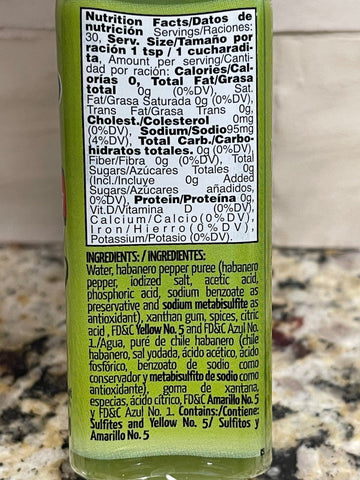 Nutrition Facts/Datos de
nutrición Servings/Raciones:
30, Serv. Size/Tamaño por
ración 1 tsp / 1 cucharadi-
ta, Amount per serving/Canti-
dad por ración: Calories/Cal-
orías 0, Total Fat/Grasa
total 0g (0%DV), Sat.
Fat/Grasa Saturada 0g (0%DV),
Trans Fat/Grasa Trans 0g,
Cholest./Colesterol 0mg
(0%DV), Sodium/Sodio95mg
(4%DV), Total Carb./Carbo-
hidratos totales. 0g (0%DV),
Fiber/Fibra 0g (0%DV), Total
Sugars/Azúcares Totales 0g
(Incl./Incluye 0g Added
Sugars/Azúcares añadidos,
0%DV), Protein/Proteína 0g,
Vit.D/Vitamina D (0%DV),
Calcium/Calcio(0%DV),
Iron/Hierro(0%DV),
Potassium/Potasio (0%DV).
INGREDIENTS: / INGREDIENTES:
Water, habanero pepper puree (habanero
pepper, iodized salt, acetic acid,
phosphoric acid, sodium benzoate as
preservative and sodium metabisulfite as
antioxidant), xanthan gum, spices, citric
acid , FD&C Yellow No. 5 and FD&C Azul No.
1./Agua, puré de chile habanero (chile
habanero, sal yodada, ácido acético, ácido
fosfórico, benzoato de sodio como
conservador y metabisulfito de sodio como
antioxidante), goma de xantana,
especias, ácido cítrico, FD&C Amarillo No. 5
y FD&C Azul No. 1. Contains:/Contiene:
Sulfites and Yellow No. 5/ Sulfitos y
Amarillo No. 5